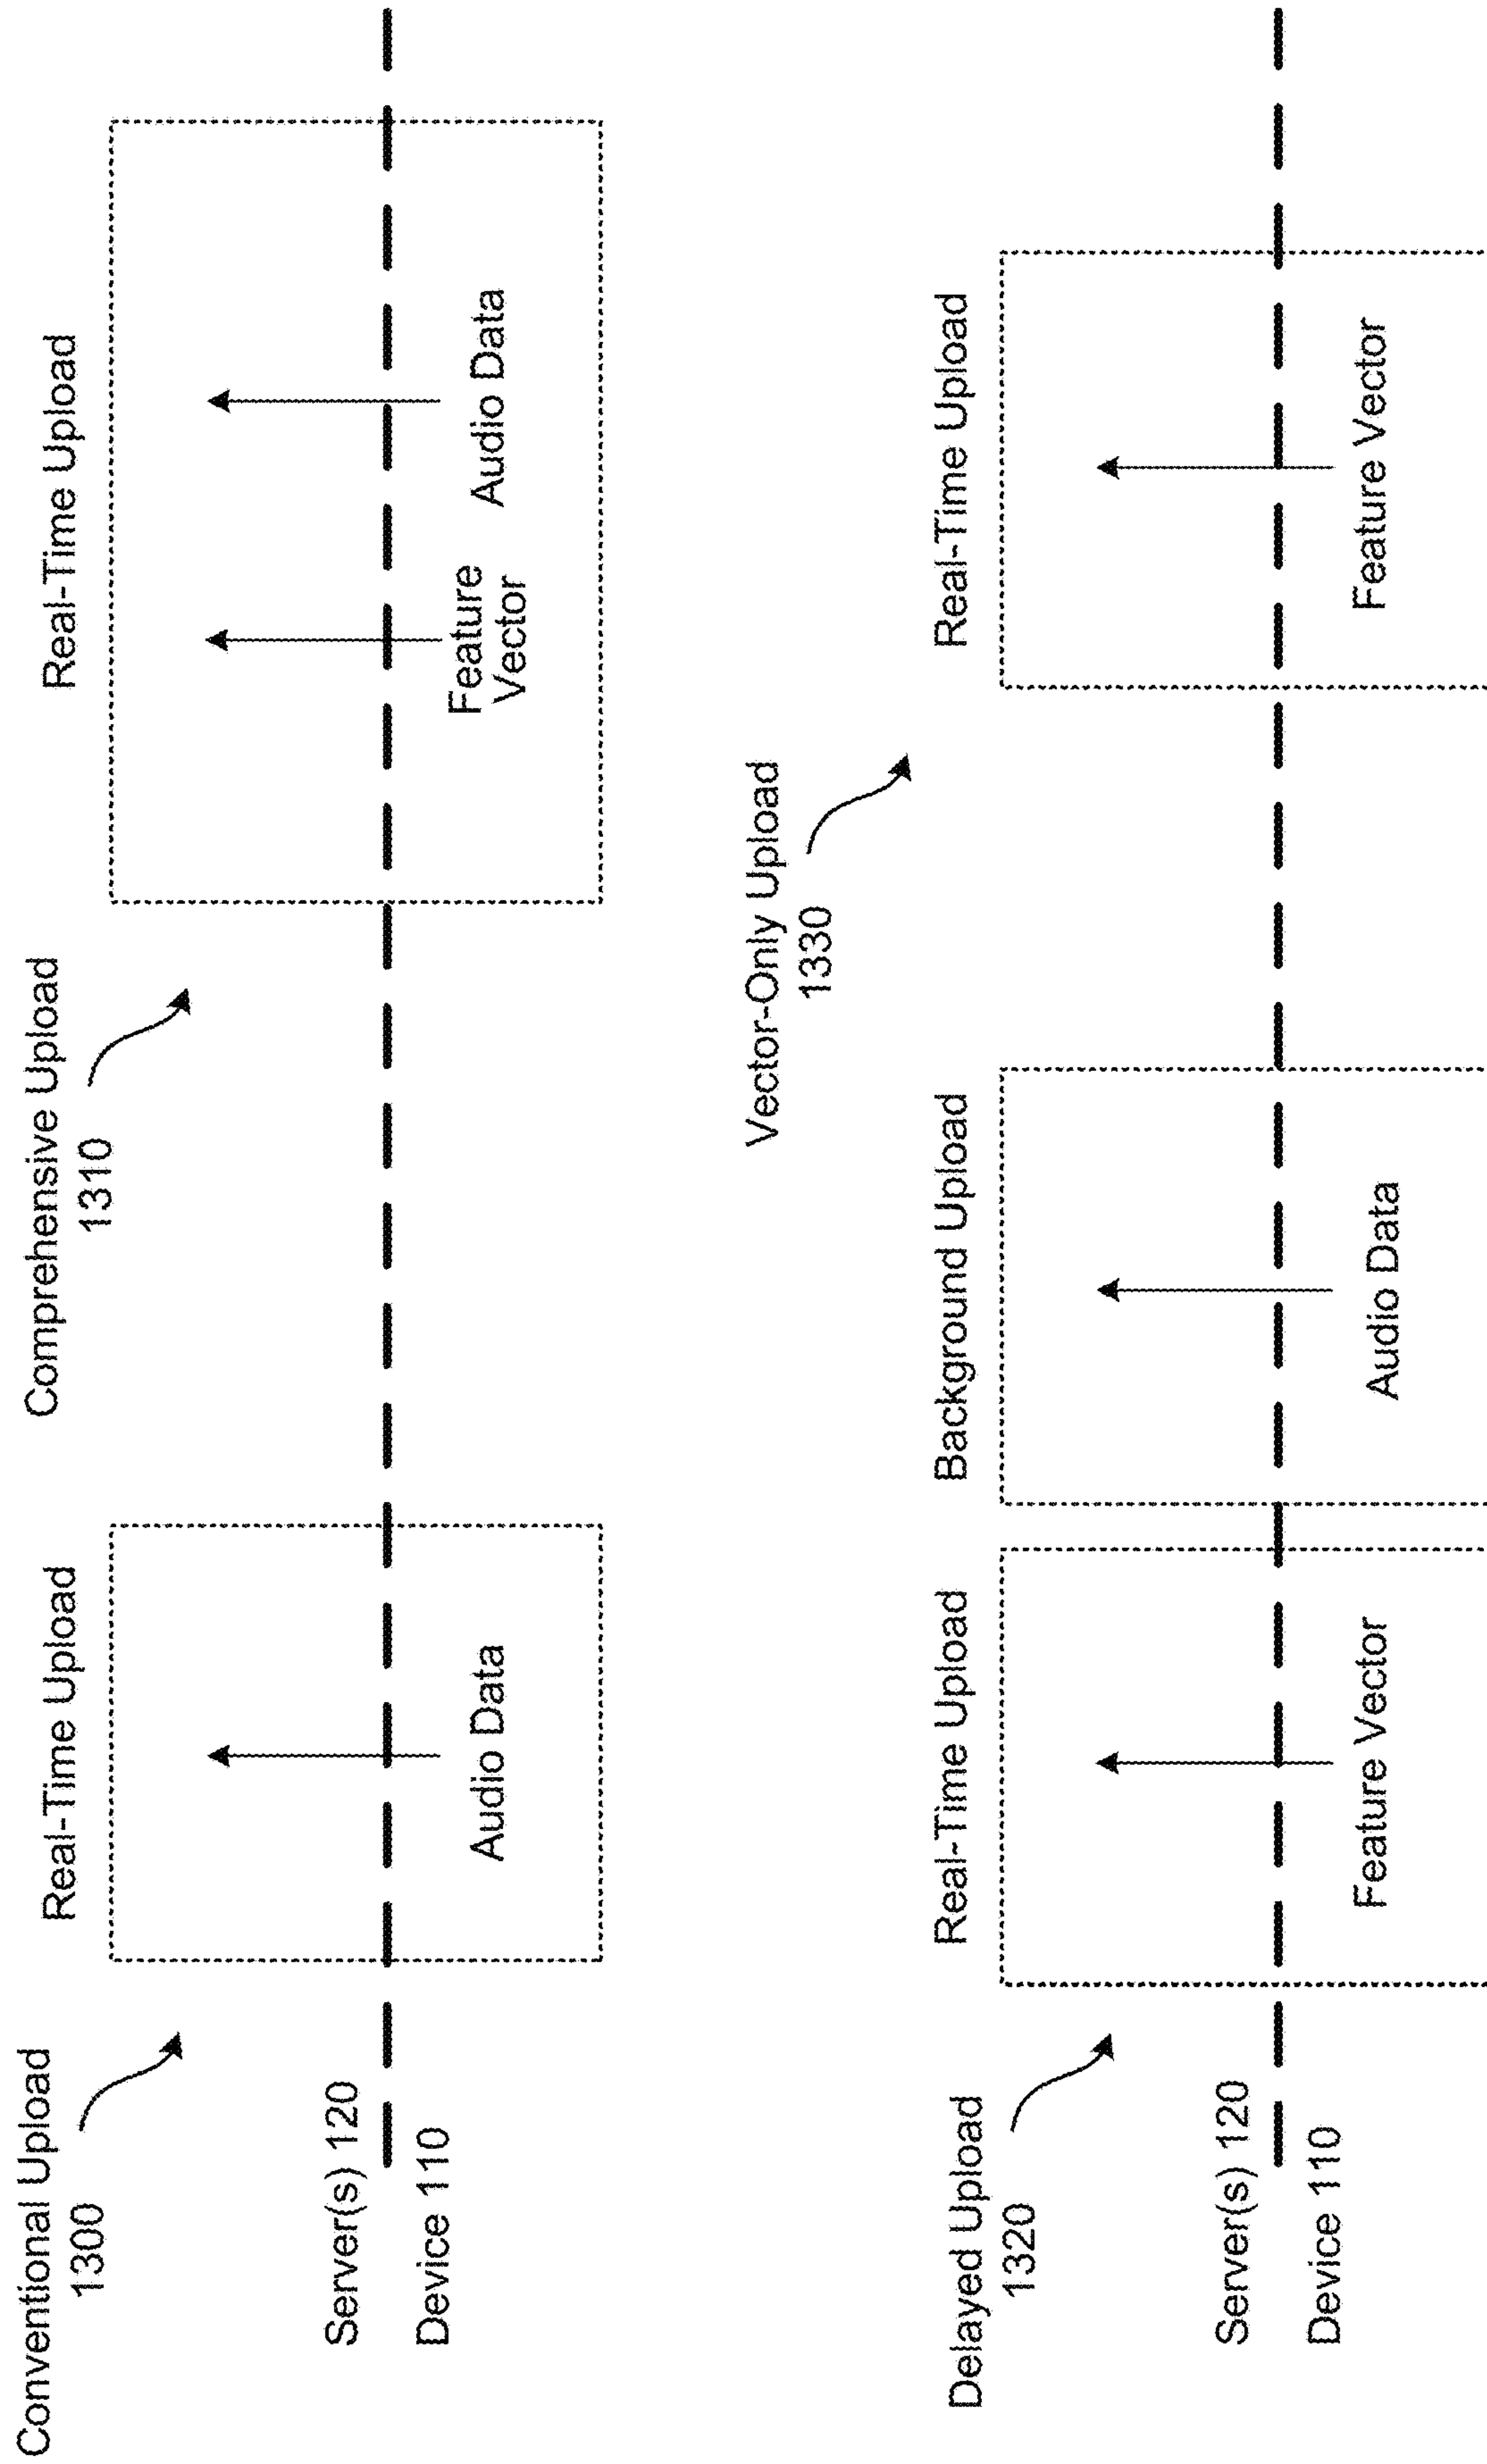 Conventional Upload
1300
Real-Time Upload
Audio Data
Comprehensive Upload
1310
Real-Time Upload
Feature
Vector
Audio Data
Server(s) 120
Device 110
Delayed Upload
1320
Real-Time Upload
Feature Vector
Background Upload
Audio Data
Vector-Only Upload
1330
Real-Time Upload
Feature Vector
Server(s) 120
Device 110